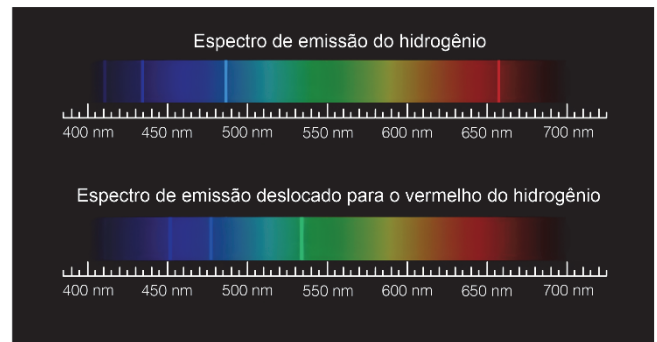 Espectro de emissão do hidrogênio
400 nm 450 nm 500 nm 550 nm 600 nm 650 nm 700 nm
Espectro de emissão deslocado para o vermelho do hidrogênio
400 nm 450 nm 500 nm 550 nm 600 nm 650 nm 700 nm